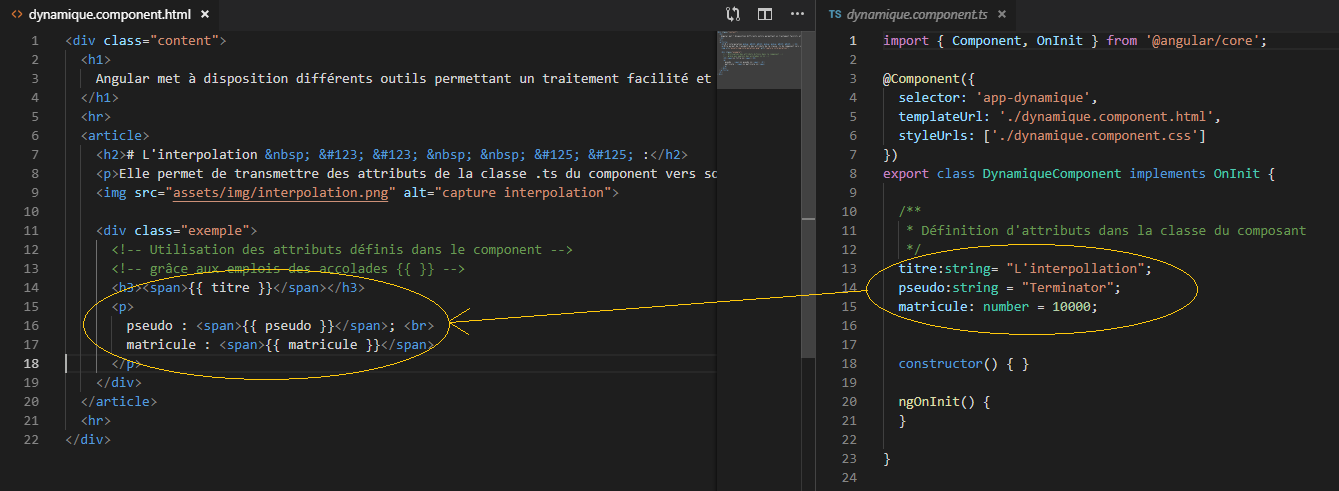 dynamique.component.html
1 <div class="content">
2 <h1>
3 Angular met à disposition différents outils permettant un traitement facilité et
4 </h1>
5 <hr>
6 <article>
7 <h2># L'interpolation &nbsp; &#123; &#123; &nbsp; &nbsp; &#125; &#125; :</h2>
8 <p>Elle permet de transmettre des attributs de la classe .ts du component vers so
9 <img src="assets/img/interpolation.png" alt="capture interpolation">
10
11 <div class="exemple">
12 <!-- Utilisation des attributs définis dans le component -->
13 <!-- grâce aux emplois des accolades {{ }} -->
14 <h3><span>{{ titre }}</span></h3>
15 <p>
16 pseudo : <span>{{ pseudo }}</span>; <br>
17 matricule : <span>{{ matricule }}</span>
18 </p>
19 </div>
20 </article>
21 <hr>
22 </div>
TS dynamique.component.ts
1 import { Component, OnInit } from '@angular/core';
2
3 @Component({
4 selector: 'app-dynamique',
5 templateUrl: './dynamique.component.html',
6 styleUrls: ['./dynamique.component.css']
7 })
8 export class DynamiqueComponent implements OnInit {
9
10 /**
11 * Définition d'attributs dans la classe du composant
12 */
13 titre:string= "L'interpollation";
14 pseudo:string = "Terminator";
15 matricule: number = 10000;
16
17
18 constructor() { }
19
20 ngOnInit() {
21 }
22
23 }
24